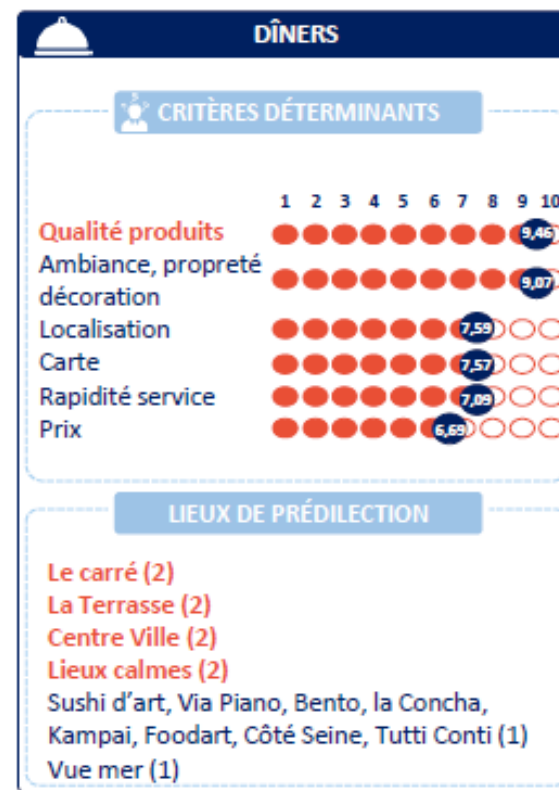 DÎNERS
CRITÈRES DÉTERMINANTS
1 2 3 4 5 6 7 8 9 10
Qualité produits 9,46
Ambiance, propreté
décoration 9,07
Localisation 7,59
Carte 7,57
Rapidité service 7,09
Prix 6,69
LIEUX DE PRÉDILECTION
Le carré (2)
La Terrasse (2)
Centre Ville (2)
Lieux calmes (2)
Sushi d'art, Via Piano, Bento, la Concha,
Kampai, Foodart, Côté Seine, Tutti Conti (1)
Vue mer (1)